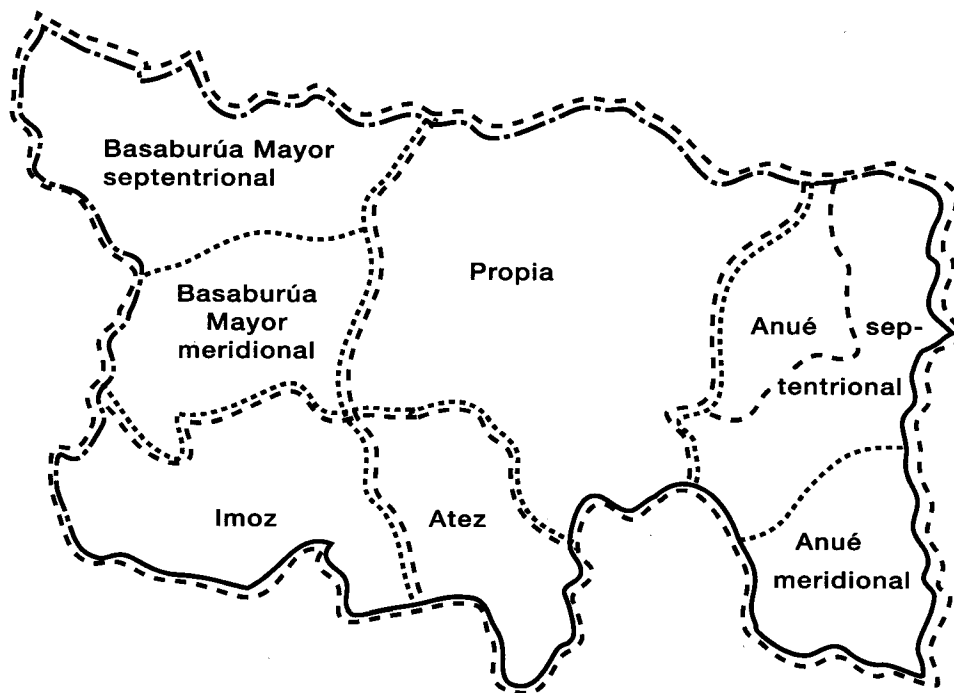 Basaburúa Mayor
septentrional
Basaburúa
Mayor
meridional
Propia
Anué sep-
tentrional
Imoz
Atez
Anué
meridional